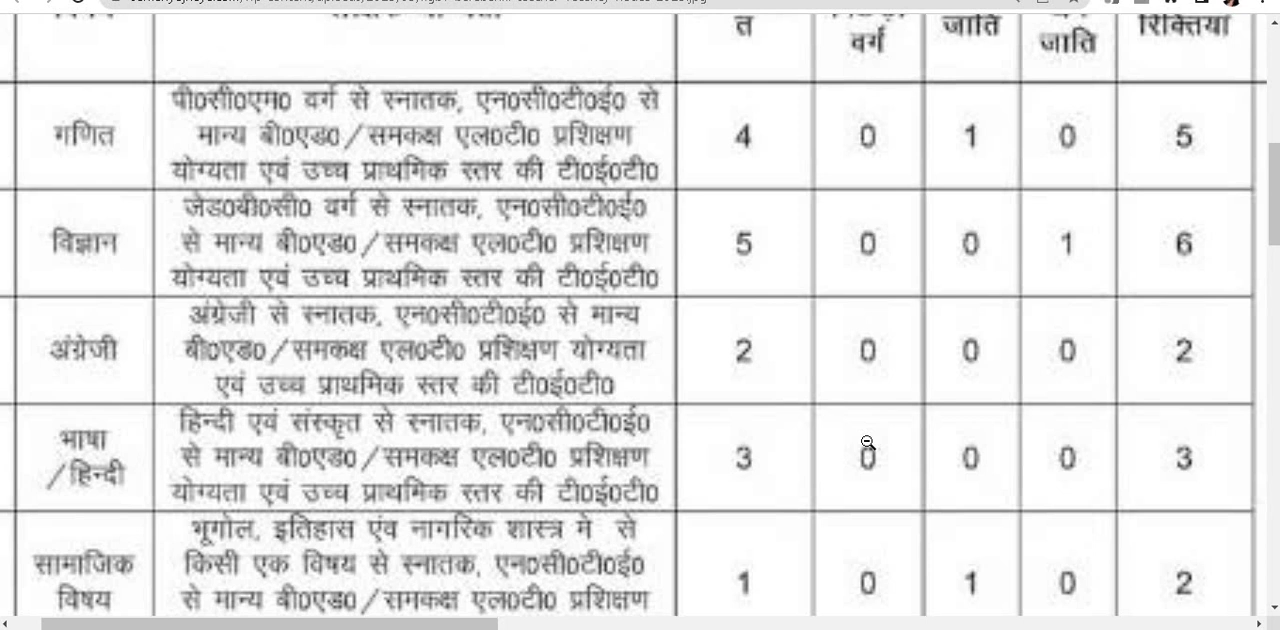 त
वर्ग
जाति
जाति
रिक्तियां
गणित
पी0सी0एम0 वर्ग से स्नातक, एन0सी0टी0ई0 से
मान्य बी0एड0/समकक्ष एल0टी0 प्रशिक्षण
योग्यता एवं उच्च प्राथमिक स्तर की टी0ई0टी0
4 0 1 0 5
विज्ञान
जेड0बी0सी0 वर्ग से स्नातक, एन0सी0टी0ई0
से मान्य बी0एड0/समकक्ष एल0टी0 प्रशिक्षण
योग्यता एवं उच्च प्राथमिक स्तर की टी0ई0टी0
5 0 0 1 6
अंग्रेजी
अंग्रेजी से स्नातक, एन0सी0टी0ई0 से मान्य
बी0एड0/समकक्ष एल0टी0 प्रशिक्षण योग्यता
एवं उच्च प्राथमिक स्तर की टी0ई0टी0
2 0 0 0 2
भाषा
/हिन्दी
हिन्दी एवं संस्कृत से स्नातक, एन0सी0टी0ई0
से मान्य बी0एड0/समकक्ष एल0टी0 प्रशिक्षण
योग्यता एवं उच्च प्राथमिक स्तर की टी0ई0टी0
3 0 0 0 3
सामाजिक
विषय
भूगोल, इतिहास एंव नागरिक शास्त्र मे से
किसी एक विषय से स्नातक, एन0सी0टी0ई0
से मान्य बी0एड0/समकक्ष एल0टी0 प्रशिक्षण
1 0 1 0 2